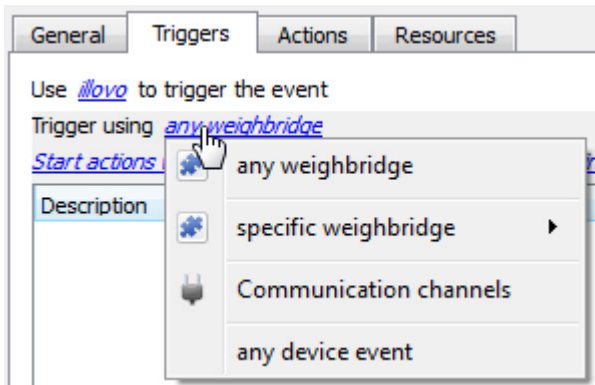 General Triggers Actions Resources
Use illovo to trigger the event
Trigger using any weighbridge
Start actions
Description
any weighbridge
specific weighbridge
Communication channels
any device event